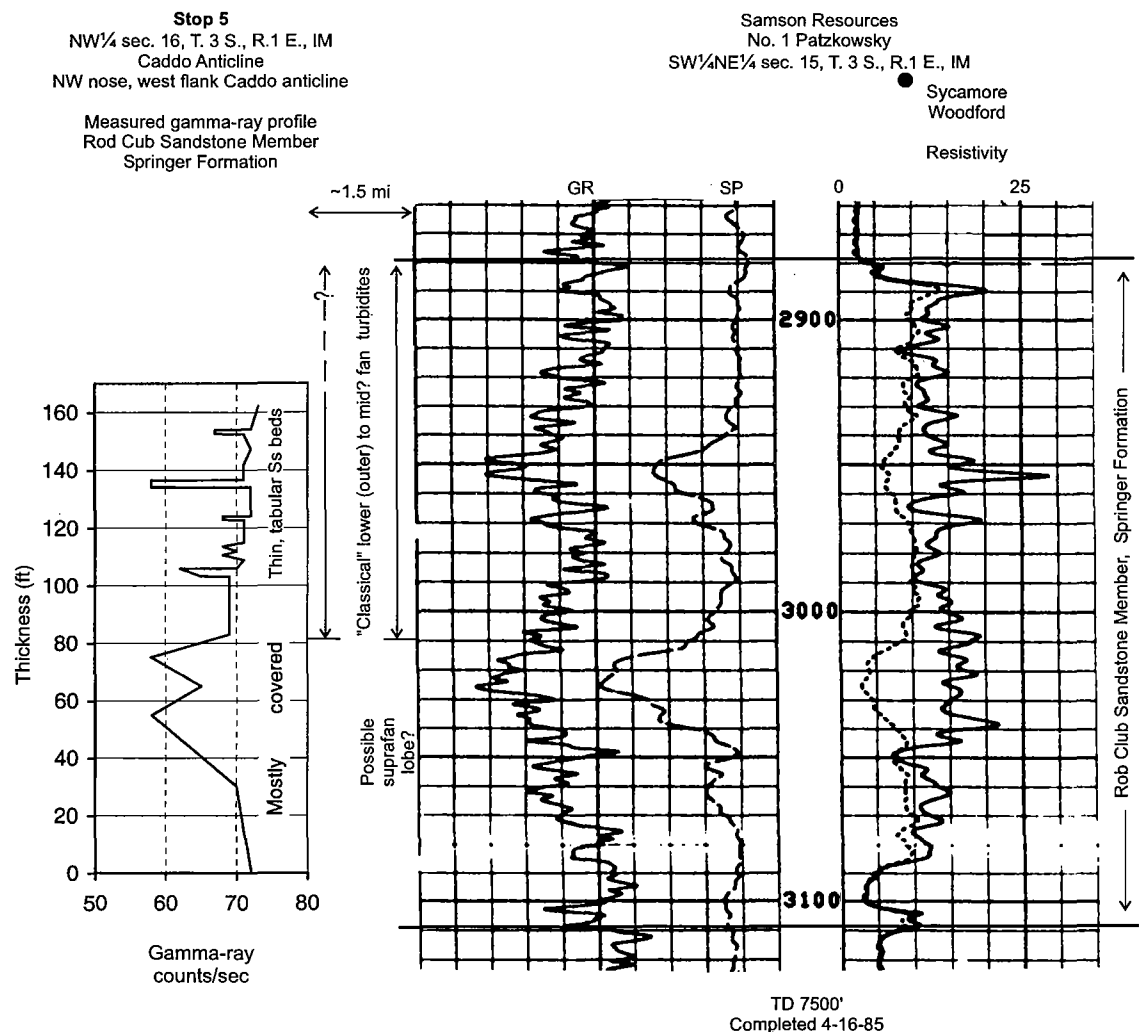 Stop 5
NW¼ sec. 16, T. 3 S., R.1 E., IM
Caddo Anticline
NW nose, west flank Caddo anticline
Measured gamma-ray profile
Rod Cub Sandstone Member
Springer Formation
Samson Resources
No. 1 Patzkowsky
SW¼NE¼ sec. 15, T. 3 S., R.1 E., IM
Sycamore
Woodford
Resistivity
~1.5 mi
GR
SP
0
25
?
"Classical" lower (outer) to mid? fan turbidites
Possible
suprafan
lobe?
2900
3000
3100
Rob Club Sandstone Member, Springer Formation
Thickness (ft)
160
140
120
100
80
60
40
20
0
Thin, tabular Ss beds
Mostly covered
50
60
70
80
Gamma-ray
counts/sec
TD 7500'
Completed 4-16-85